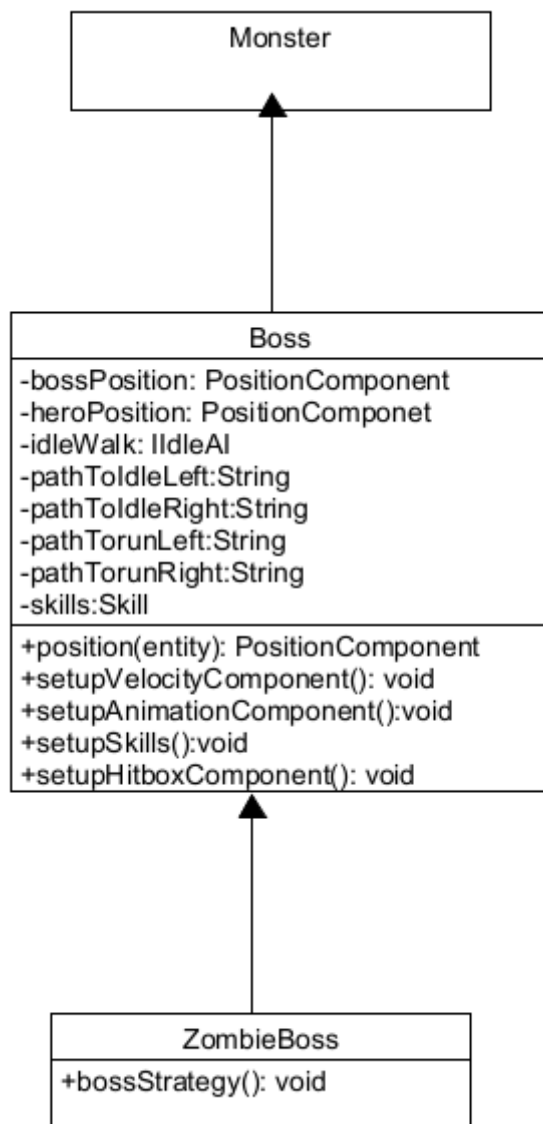 Monster
Boss
-bossPosition: PositionComponent
-heroPosition: PositionComponet
-idleWalk: IIdleAI
-pathToIdleLeft:String
-pathToIdleRight:String
-pathTorunLeft:String
-pathTorunRight:String
-skills:Skill
+position(entity): PositionComponent
+setupVelocityComponent(): void
+setupAnimationComponent():void
+setupSkills():void
+setupHitboxComponent(): void
ZombieBoss
+bossStrategy(): void